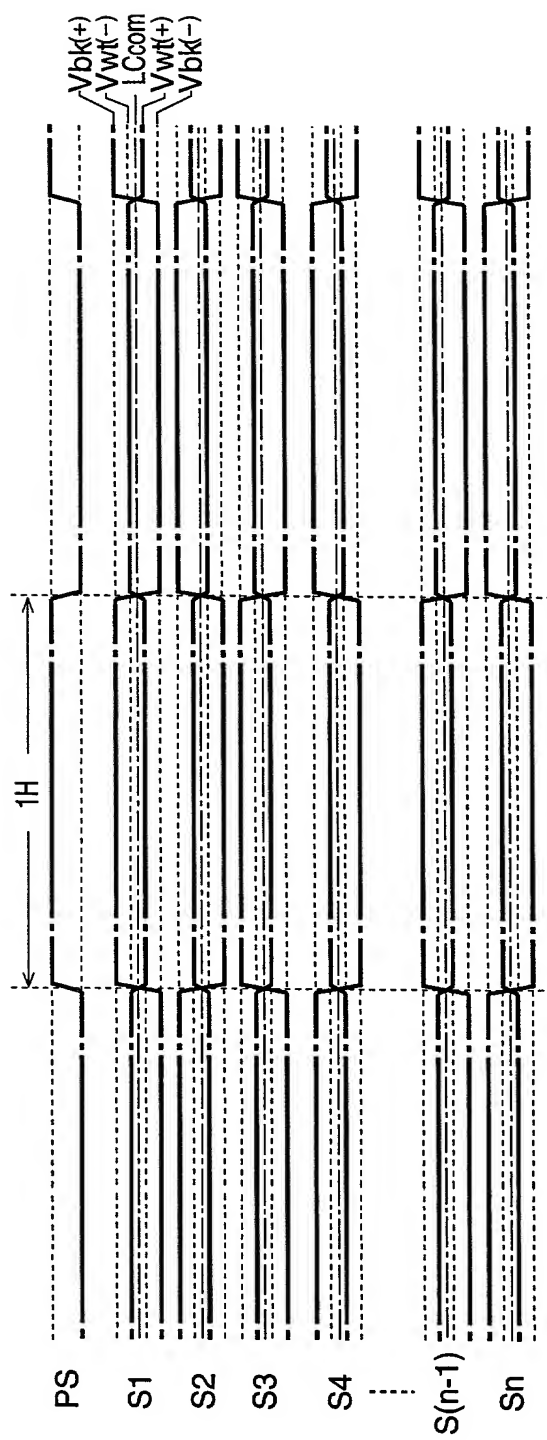 Vbk(+)
Vwt(−)
LCcom
Vwt(+)
Vbk(−)
1H
PS
S1
S2
S3
S4
S(n-1)
Sn